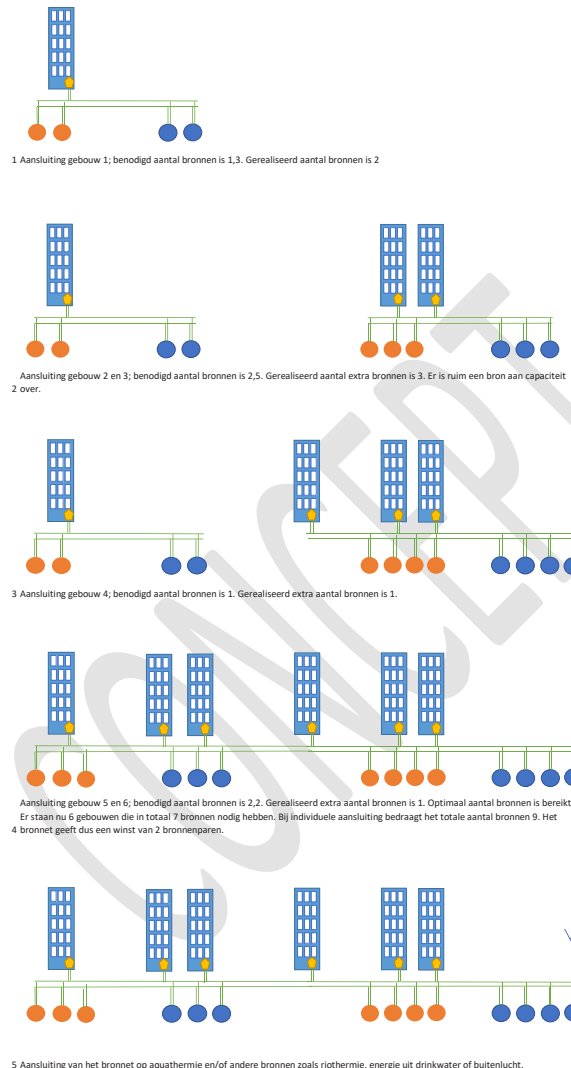 1 Aansluiting gebouw 1; benodigd aantal bronnen is 1,3. Gerealiseerd aantal bronnen is 2
Aansluiting gebouw 2 en 3; benodigd aantal bronnen is 2,5. Gerealiseerd aantal extra bronnen is 3. Er is ruim een bron aan capaciteit
2 over.
3 Aansluiting gebouw 4; benodigd aantal bronnen is 1. Gerealiseerd extra aantal bronnen is 1.
Aansluiting gebouw 5 en 6; benodigd aantal bronnen is 2,2. Gerealiseerd extra aantal bronnen is 1. Optimaal aantal bronnen is bereikt
Er staan nu 6 gebouwen die in totaal 7 bronnen nodig hebben. Bij individuele aansluiting bedraagt het totale aantal bronnen 9. Het
4 bronnet geeft dus een winst van 2 bronnenparen.
5 Aansluiting van het bronnet op aquathermie en/of andere bronnen zoals riothermie, energie uit drinkwater of buitenlucht.
CONCEPT